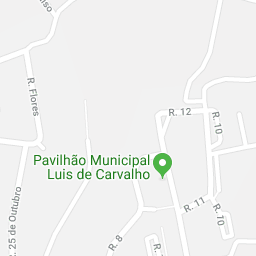 R. Flores
R. 12
R. 10
Pavilhão Municipal
Luis de Carvalho
R. 25 de Outubro
R. 11
R. 10
R. 8